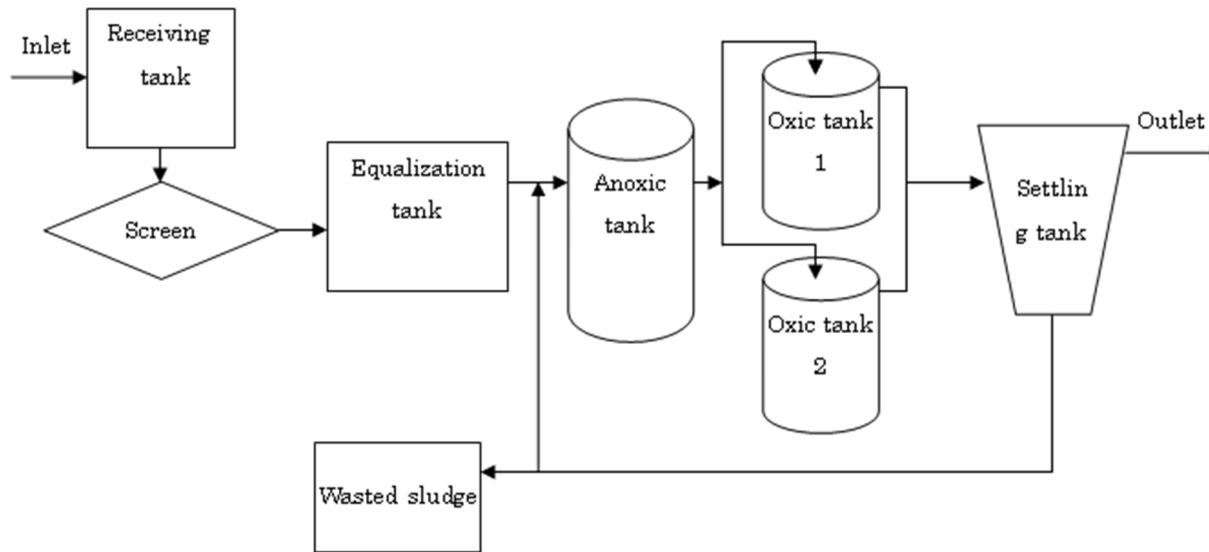 Inlet
Receiving
tank
Screen
Equalization
tank
Anoxic
tank
Oxic tank
1
Oxic tank
2
Settlin
g tank
Outlet
Wasted sludge